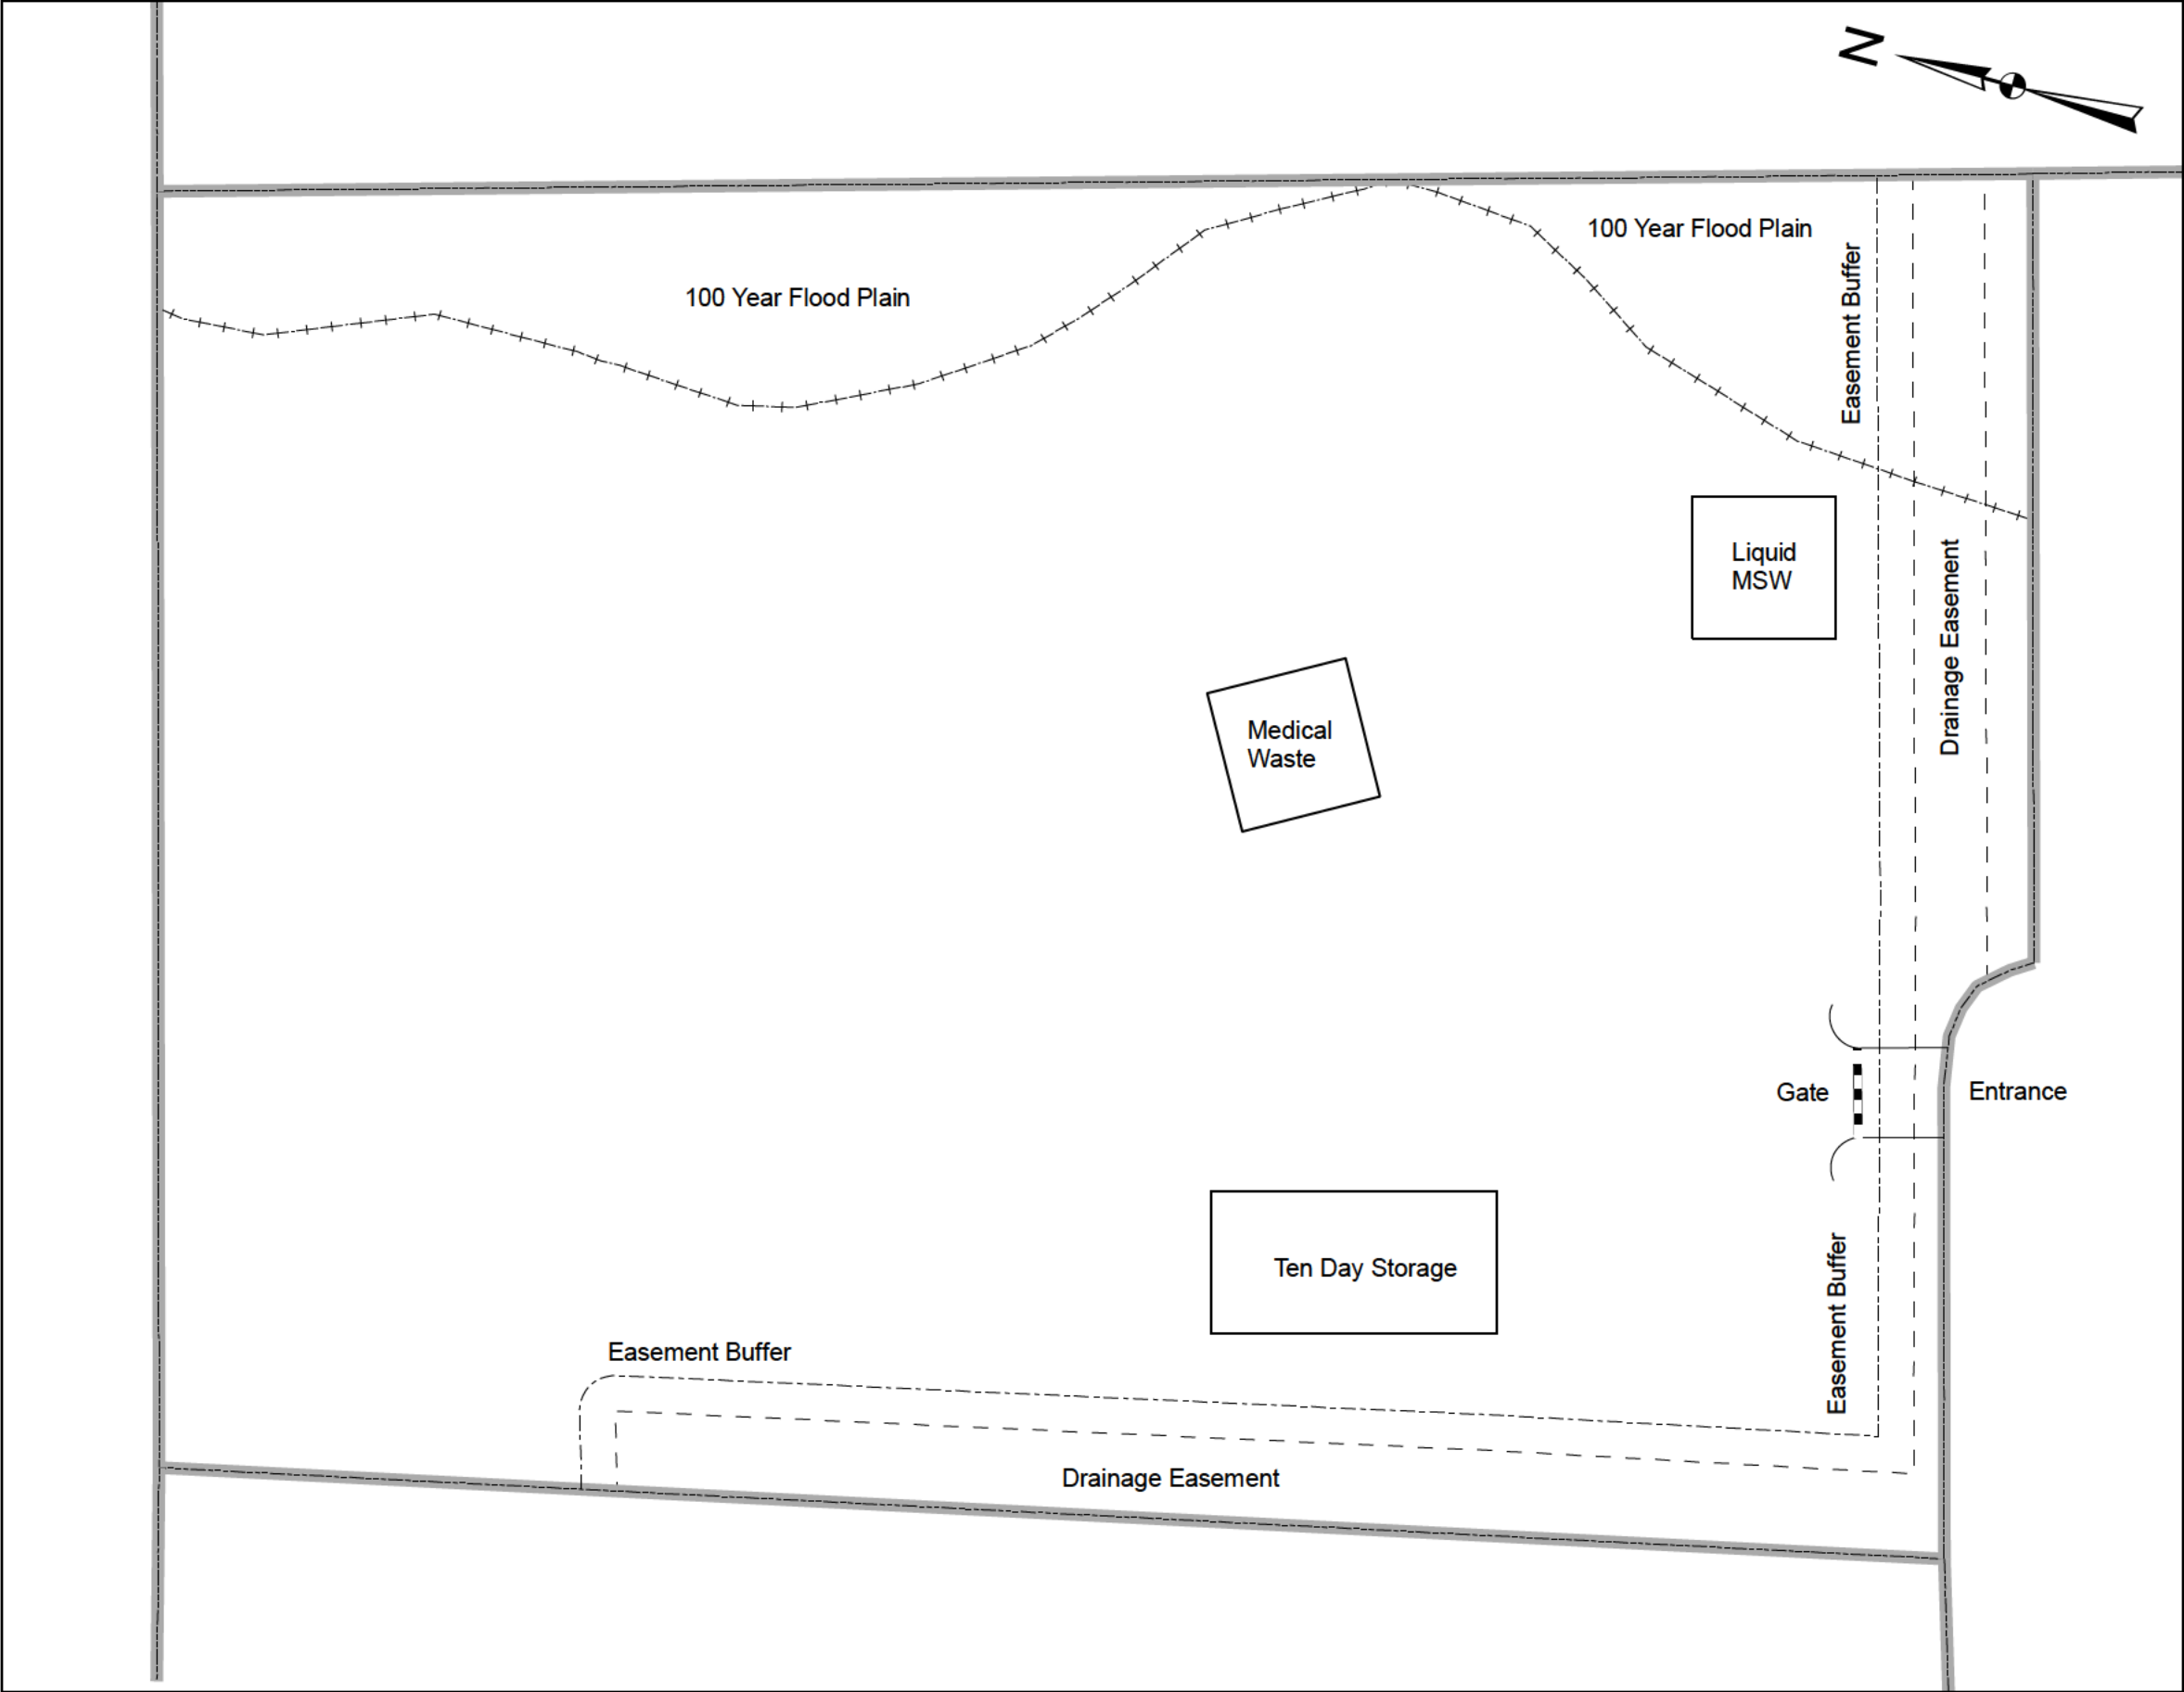 N
100 Year Flood Plain
100 Year Flood Plain
Easement Buffer
Liquid
MSW
Drainage Easement
Medical
Waste
Gate
Entrance
Ten Day Storage
Easement Buffer
Easement Buffer
Drainage Easement